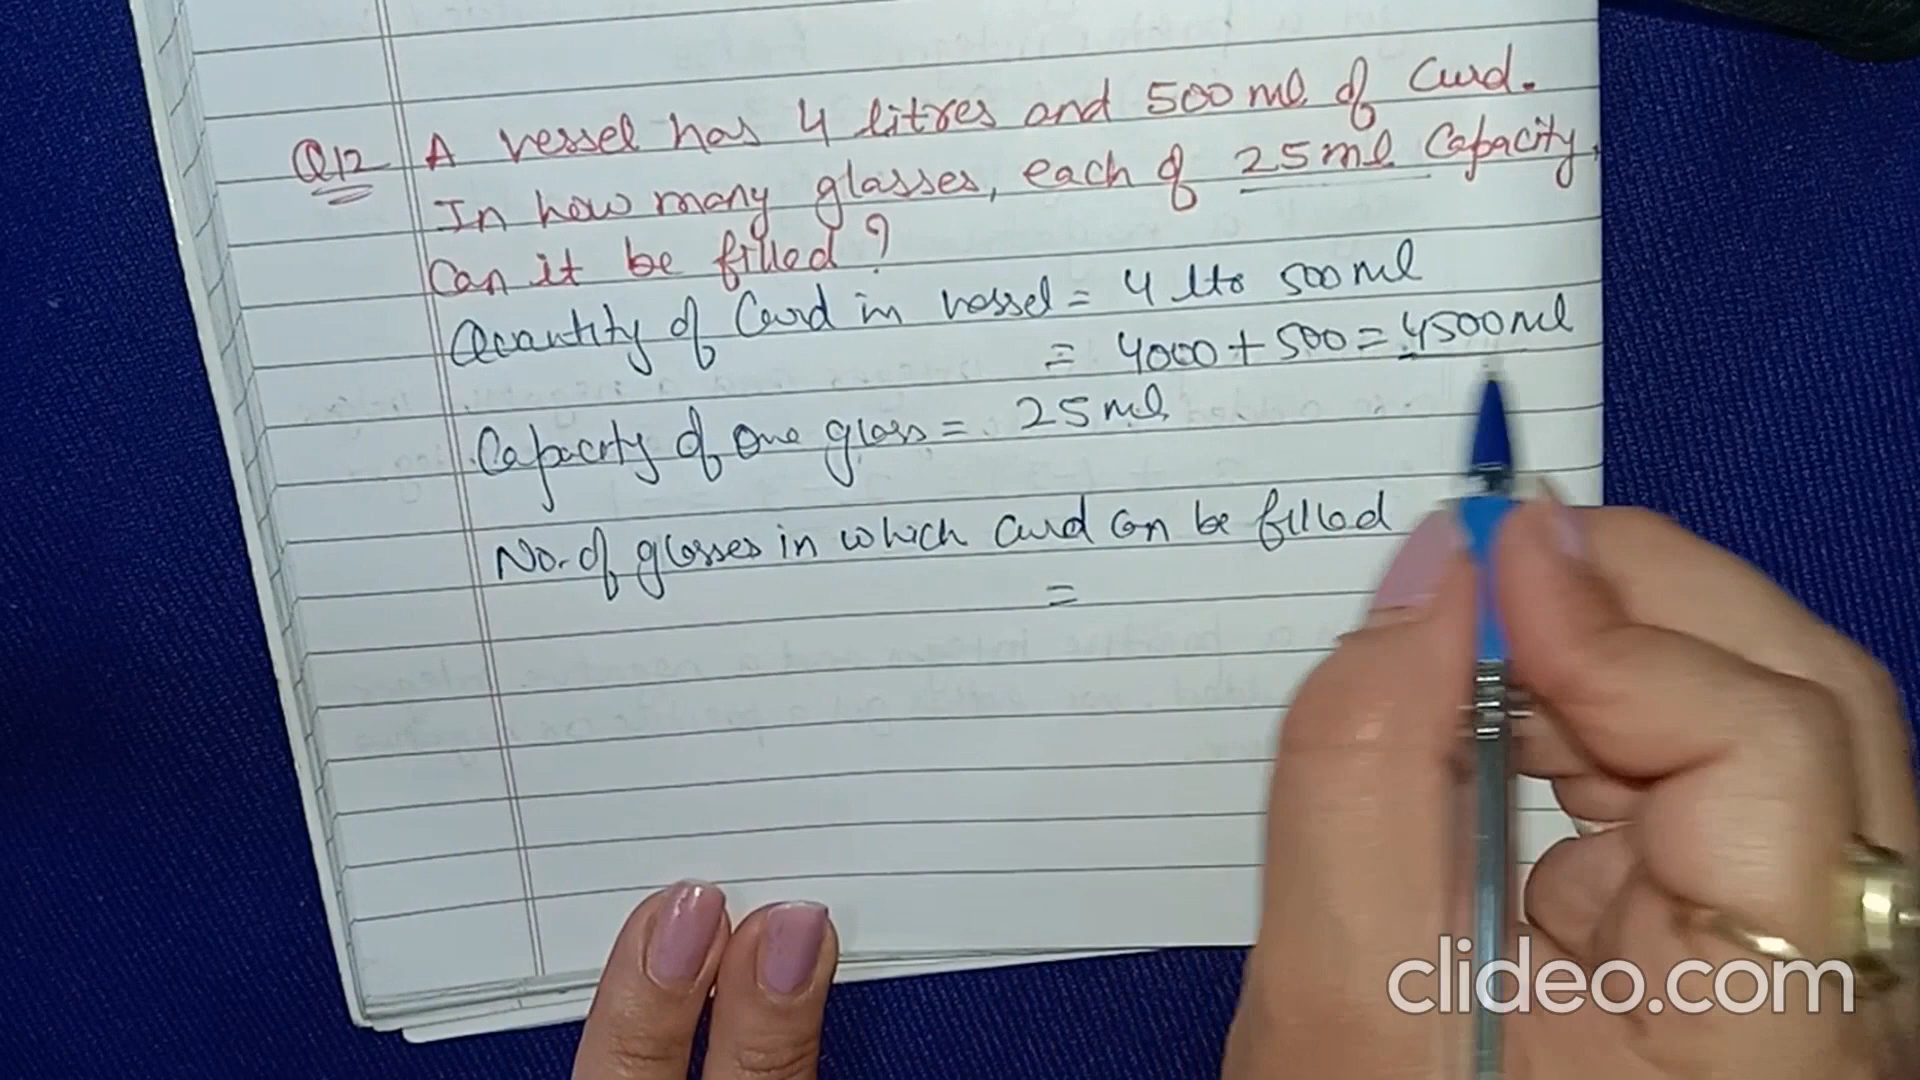 Q12 A vessel has 4 litres and 500 ml of Curd.
In how many glasses, each of 25 ml Capacity,
Can it be filled?
Quantity of Curd in vessel = 4 ltr 500 ml
= 4000 + 500 = 4500 ml
Capacity of one glass = 25 ml
No. of glasses in which curd can be filled
=
clideo.com